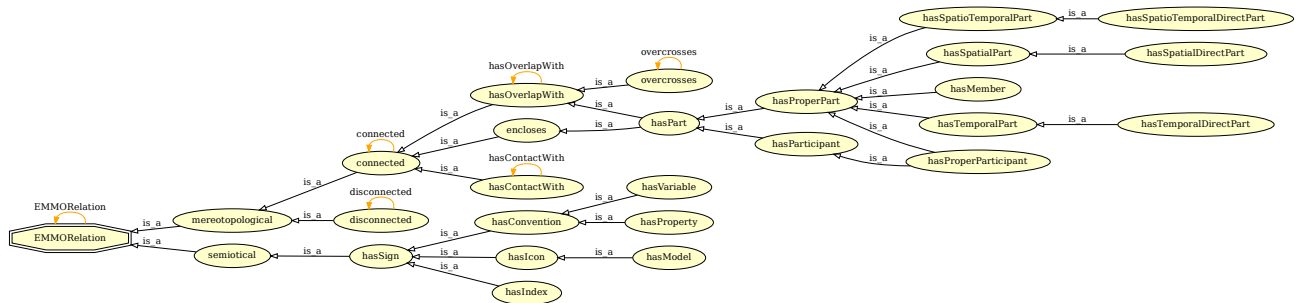 EMMORelation
EMMORelation
is_a
is_a
mereotopological
semiotical
is_a
is_a
is_a
connected
connected
disconnected
disconnected
hasSign
is_a
is_a
is_a
is_a
is_a
is_a
hasOverlapWith
hasOverlapWith
encloses
hasContactWith
hasContactWith
hasConvention
hasIcon
hasIndex
is_a
is_a
is_a
is_a
is_a
is_a
overcrosses
overcrosses
hasPart
hasVariable
hasProperty
hasModel
is_a
is_a
hasProperPart
hasParticipant
is_a
is_a
is_a
is_a
is_a
is_a
hasSpatioTemporalPart
hasSpatialPart
hasMember
hasTemporalPart
hasProperParticipant
is_a
is_a
is_a
hasSpatioTemporalDirectPart
hasSpatialDirectPart
hasTemporalDirectPart